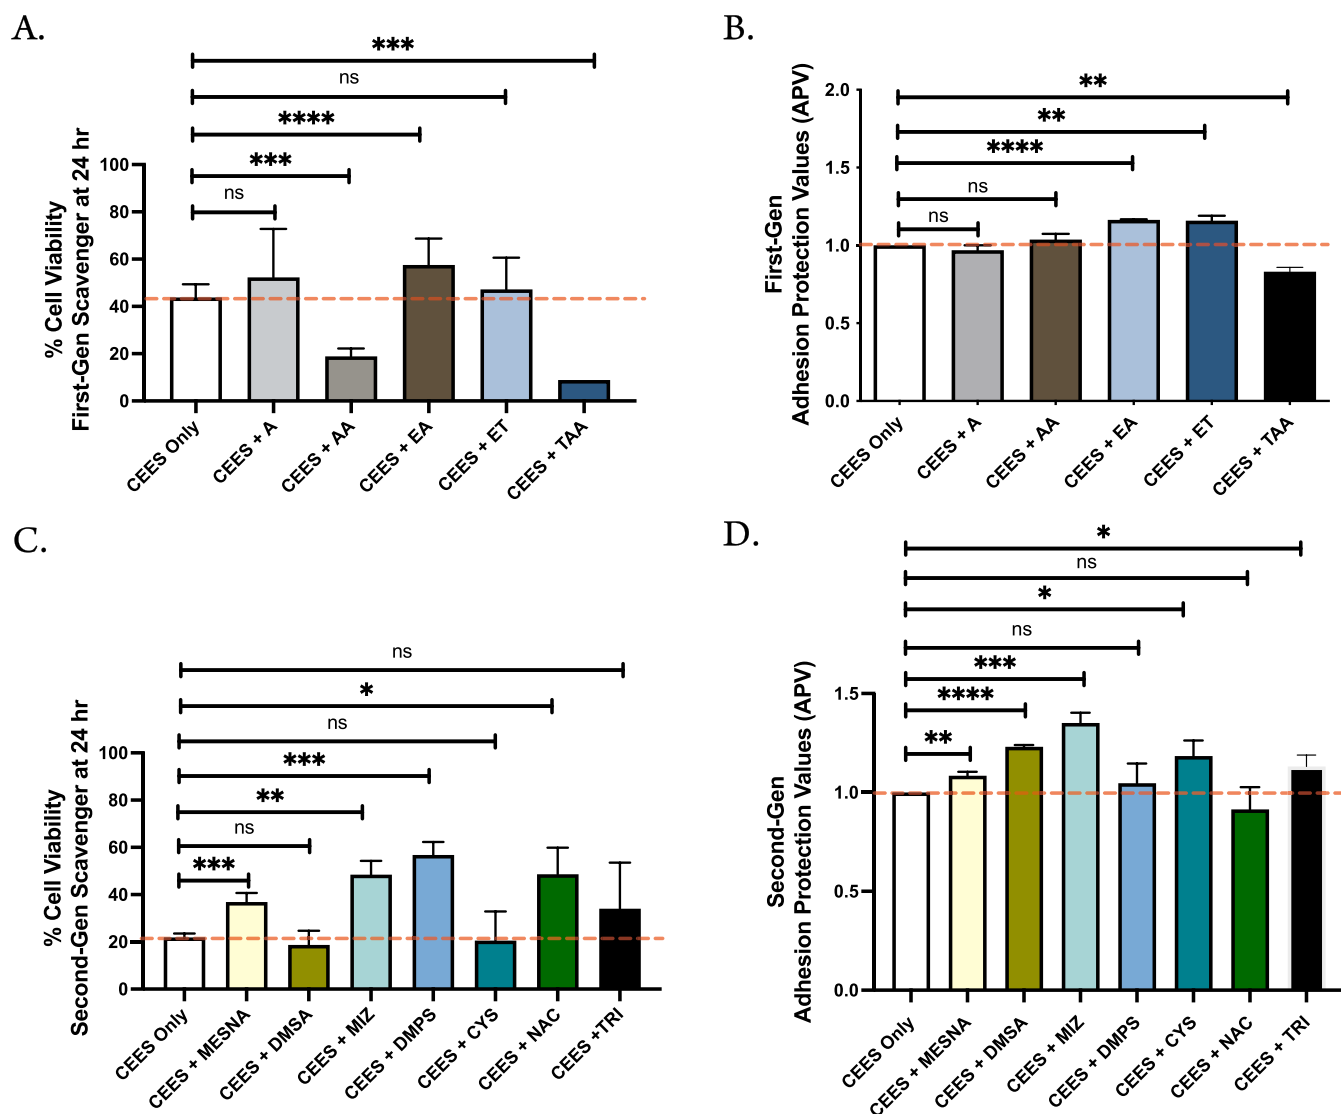 A.
***
ns
****
***
ns
% Cell Viability
First-Gen Scavenger at 24 hr
100
80
60
40
20
0
CEES Only
CEES + A
CEES + AA
CEES + EA
CEES + ET
CEES + TAA
B.
**
**
****
ns
ns
First-Gen
Adhesion Protection Values (APV)
2.0
1.5
1.0
0.5
0.0
CEES Only
CEES + A
CEES + AA
CEES + EA
CEES + ET
CEES + TAA
C.
ns
*
ns
***
**
ns
***
% Cell Viability
Second-Gen Scavenger at 24 hr
100
80
60
40
20
0
CEES Only
CEES + MESNA
CEES + DMSA
CEES + MIZ
CEES + DMPS
CEES + CYS
CEES + NAC
CEES +TRI
D.
*
ns
*
ns
***
****
**
Second-Gen
Adhesion Protection Values (APV)
1.5
1.0
0.5
0.0
CEES Only
CEES + MESNA
CEES + DMSA
CEES + MIZ
CEES + DMPS
CEES + CYS
CEES + NAC
CEES + TRI